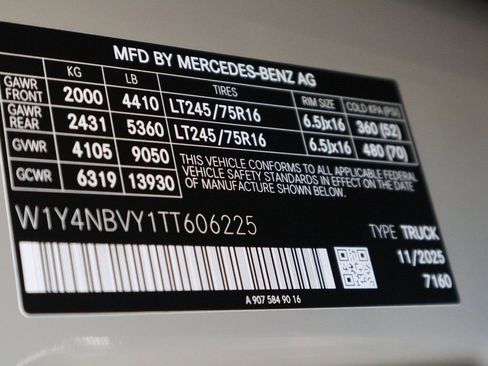 MFD BY MERCEDES-BENZ AG
KG LB TIRES RIM SIZE COLD KPA (PSI)
GAWR FRONT 2000 4410 LT245/75R16 6.5Jx16 360 (52)
GAWR REAR 2431 5360 LT245/75R16 6.5Jx16 480 (70)
GVWR 4105 9050
GCWR 6319 13930
THIS VEHICLE CONFORMS TO ALL APPLICABLE FEDERAL
VEHICLE SAFETY STANDARDS IN EFFECT ON THE DATE
OF MANUFACTURE SHOWN BELOW.
W1Y4NBVY1TT606225
TYPE TRUCK
11/2025
7160
A 907 584 90 16